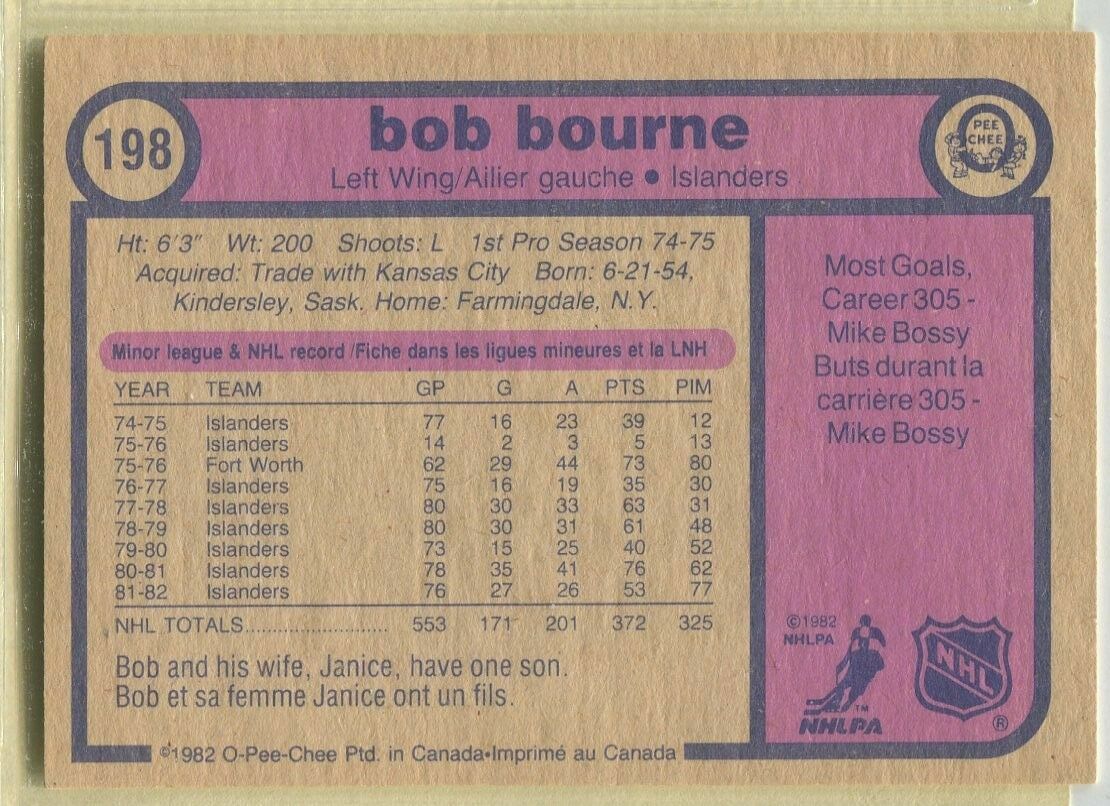 198
bob bourne
PEE
CHEE
Left Wing/Ailier gauche • Islanders
Ht: 6'3" Wt: 200 Shoots: L 1st Pro Season 74-75
Acquired: Trade with Kansas City Born: 6-21-54,
Kindersley, Sask. Home: Farmingdale, N.Y.
Minor league & NHL record /Fiche dans les ligues mineures et la LNH
YEAR TEAM GP G A PTS PIM
74-75 Islanders 77 16 23 39 12
75-76 Islanders 14 2 3 5 13
75-76 Fort Worth 62 29 44 73 80
76-77 Islanders 75 16 19 35 30
77-78 Islanders 80 30 33 63 31
78-79 Islanders 80 30 31 61 48
79-80 Islanders 73 15 25 40 52
80-81 Islanders 78 35 41 76 62
81-82 Islanders 76 27 26 53 77
NHL TOTALS........................... 553 171 201 372 325
Bob and his wife, Janice, have one son.
Bob et sa femme Janice ont un fils.
©1982 O-Pee-Chee Ptd. in Canada•Imprimé au Canada
Most Goals,
Career 305 -
Mike Bossy
Buts durant la
carrière 305 -
Mike Bossy
©1982
NHLPA
TM
NHLPA
NHL
®